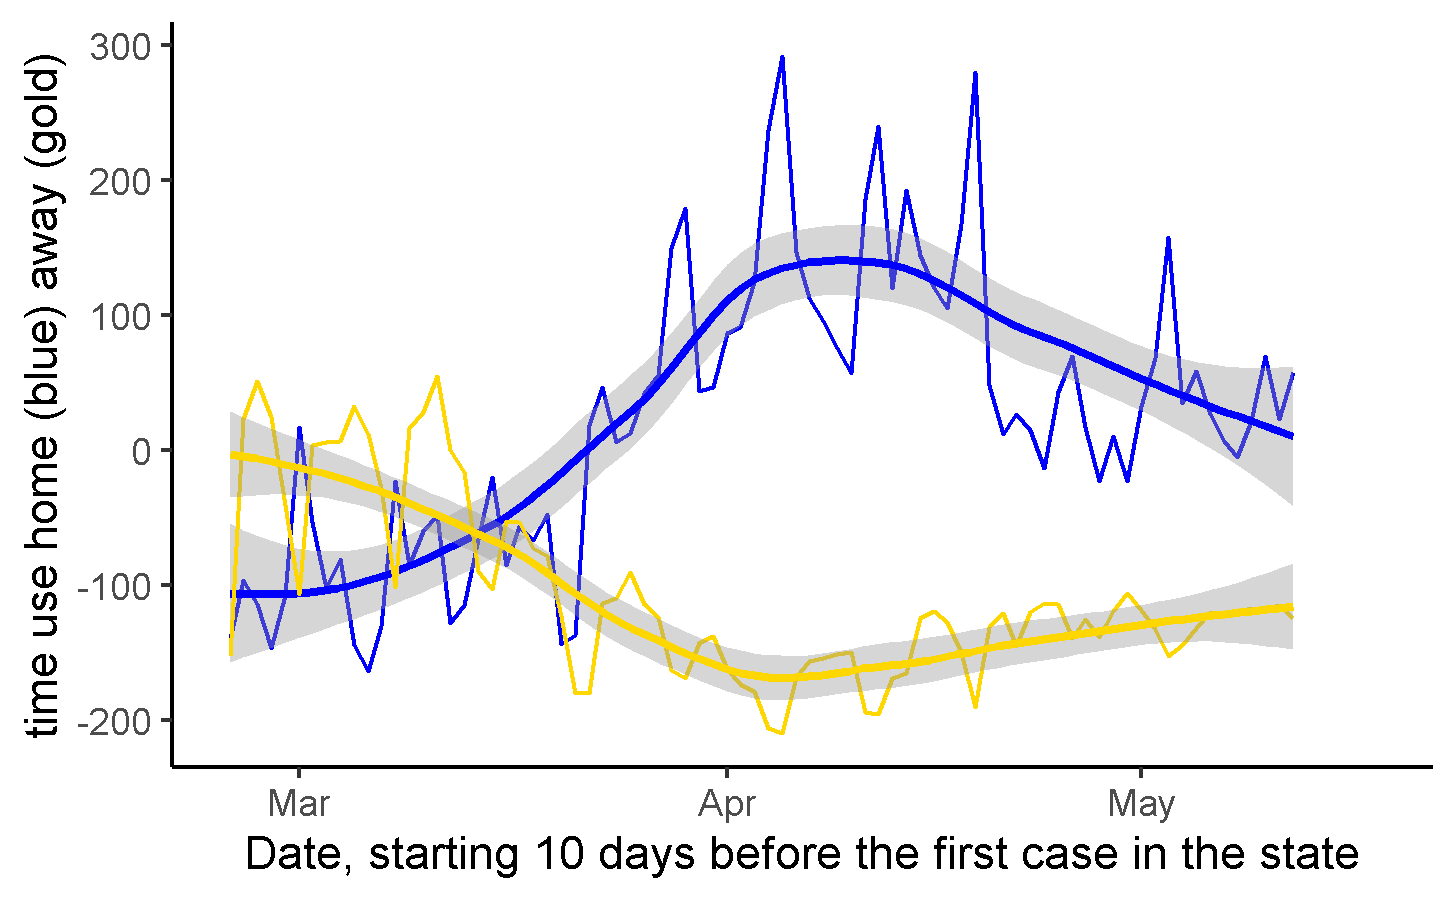 time use home (blue) away (gold)
300
200
100
0
-100
-200
Mar
Apr
May
Date, starting 10 days before the first case in the state